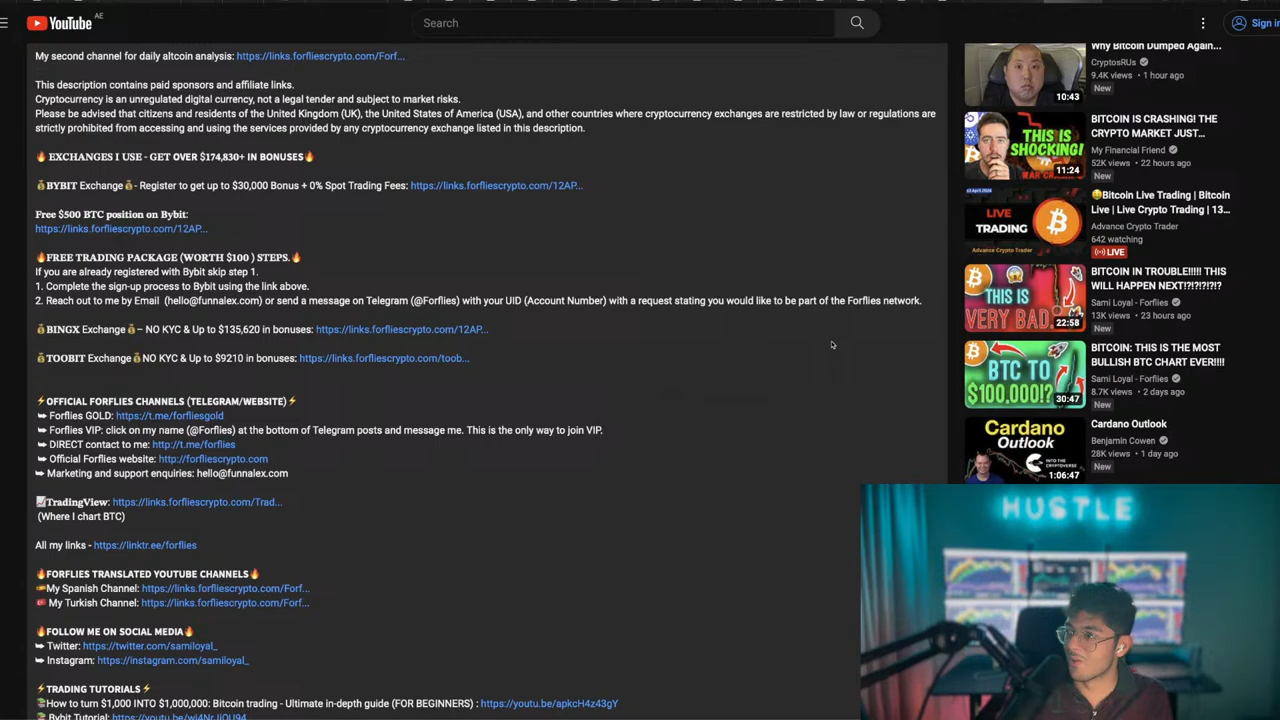 YouTube AE
Search
Sign in
My second channel for daily altcoin analysis: https://links.forfliescrypto.com/Forf...
This description contains paid sponsors and affiliate links.
Cryptocurrency is an unregulated digital currency, not a legal tender and subject to market risks.
Please be advised that citizens and residents of the United Kingdom (UK), the United States of America (USA), and other countries where cryptocurrency exchanges are restricted by law or regulations are
strictly prohibited from accessing and using the services provided by any cryptocurrency exchange listed in this description.
🔥 EXCHANGES I USE - GET OVER $174,830+ IN BONUSES🔥
💰BYBIT Exchange💰- Register to get up to $30,000 Bonus + 0% Spot Trading Fees: https://links.forfliescrypto.com/12AP...
Free $500 BTC position on Bybit:
https://links.forfliescrypto.com/12AP...
🔥FREE TRADING PACKAGE (WORTH $100 ) STEPS.🔥
If you are already registered with Bybit skip step 1.
1. Complete the sign-up process to Bybit using the link above.
2. Reach out to me by Email (hello@funnalex.com) or send a message on Telegram (@Forflies) with your UID (Account Number) with a request stating you would like to be part of the Forflies network.
💰BINGX Exchange💰– NO KYC & Up to $135,620 in bonuses: https://links.forfliescrypto.com/12AP...
💰TOOBIT Exchange💰NO KYC & Up to $9210 in bonuses: https://links.forfliescrypto.com/toob...
⚡OFFICIAL FORFLIES CHANNELS (TELEGRAM/WEBSITE)⚡
➥ Forflies GOLD: https://t.me/forfliesgold
➥ Forflies VIP: click on my name (@Forflies) at the bottom of Telegram posts and message me. This is the only way to join VIP.
➥ DIRECT contact to me: http://t.me/forflies
➥ Official Forflies website: http://forfliescrypto.com
➥ Marketing and support enquiries: hello@funnalex.com
📈TradingView: https://links.forfliescrypto.com/Trad...
(Where I chart BTC)
All my links - https://linktr.ee/forflies
🔥FORFLIES TRANSLATED YOUTUBE CHANNELS🔥
🇪🇸My Spanish Channel: https://links.forfliescrypto.com/Forf...
🇹🇷 My Turkish Channel: https://links.forfliescrypto.com/Forf...
🔥FOLLOW ME ON SOCIAL MEDIA🔥
➥ Twitter: https://twitter.com/samiloyal_
➥ Instagram: https://instagram.com/samiloyal_
⚡TRADING TUTORIALS⚡
📚How to turn $1,000 INTO $1,000,000: Bitcoin trading - Ultimate in-depth guide (FOR BEGINNERS) : https://youtu.be/apkcH4z43gY
📚Bybit Tutorial: https://youtu.be/wI4NrJiOU94
Why Bitcoin Dumped Again...
CryptosRUs
9.4K views • 1 hour ago
New
10:43
BITCOIN IS CRASHING! THE
CRYPTO MARKET JUST...
My Financial Friend
52K views • 22 hours ago
New
THIS IS
SHOCKING!
11:24
🤑Bitcoin Live Trading | Bitcoin
Live | Live Crypto Trading | 13...
Advance Crypto Trader
642 watching
LIVE
LIVE
TRADING
Advance Crypto Trader
BITCOIN IN TROUBLE!!!!! THIS
WILL HAPPEN NEXT!?!?!?!?
Sami Loyal - Forflies
13K views • 23 hours ago
New
THIS IS
VERY BAD
22:58
BITCOIN: THIS IS THE MOST
BULLISH BTC CHART EVER!!!!
Sami Loyal - Forflies
8.7K views • 2 days ago
New
BTC TO
$100,000!?
30:47
Cardano Outlook
Benjamin Cowen
28K views • 1 day ago
New
Cardano
Outlook
INTO THE
CRYPTOVERSE
1:06:47
HUSTLE